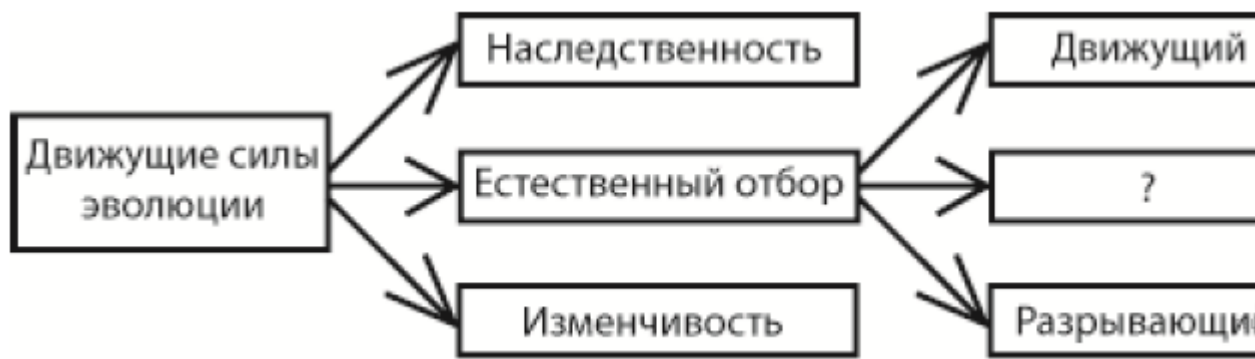 Наследственность
Движущий
Движущие силы
эволюции
Естественный отбор
?
Изменчивость
Разрывающи